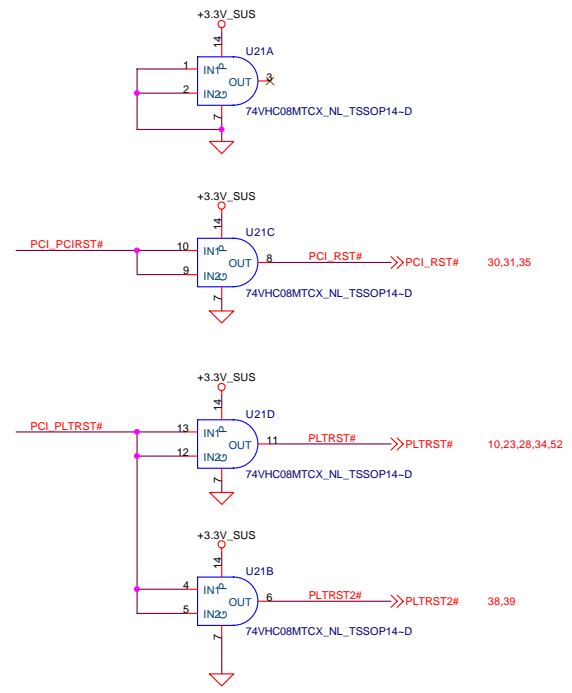 +3.3V_SUS
14
U21A
1 IN1 P
OUT 3
2 IN2 G
7
74VHC08MTCX_NL_TSSOP14~D
+3.3V_SUS
14
U21C
PCI_PCIRST# 10 IN1 P
OUT 8 PCI_RST# PCI_RST# 30,31,35
9 IN2 G
7
74VHC08MTCX_NL_TSSOP14~D
+3.3V_SUS
14
U21D
PCI_PLTRST# 13 IN1 P
OUT 11 PLTRST# PLTRST# 10,23,28,34,52
12 IN2 G
7
74VHC08MTCX_NL_TSSOP14~D
+3.3V_SUS
14
U21B
4 IN1 P
OUT 6 PLTRST2# PLTRST2# 38,39
5 IN2 G
7
74VHC08MTCX_NL_TSSOP14~D